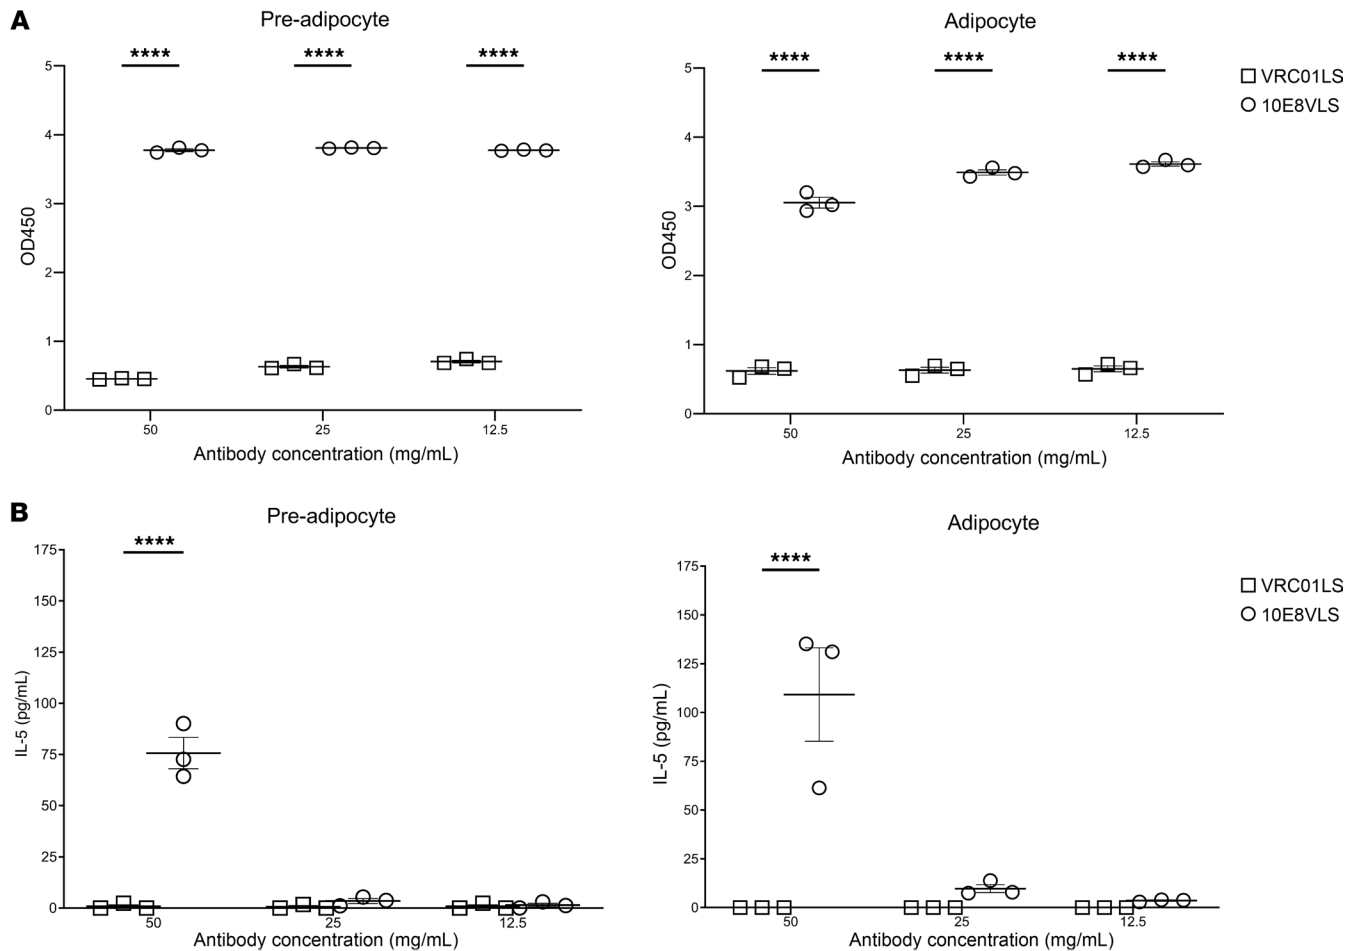 A
Pre-adipocyte
**** **** ****
5
4
3
2
1
0
OD450
50 25 12.5
Antibody concentration (mg/mL)
Adipocyte
**** **** ****
5
4
3
2
1
0
OD450
50 25 12.5
Antibody concentration (mg/mL)
VRC01LS
10E8VLS
B
Pre-adipocyte
****
175
150
125
100
75
50
25
0
IL-5 (pg/mL)
50 25 12.5
Antibody concentration (mg/mL)
Adipocyte
****
175
150
125
100
75
50
25
0
IL-5 (pg/mL)
50 25 12.5
Antibody concentration (mg/mL)
VRC01LS
10E8VLS